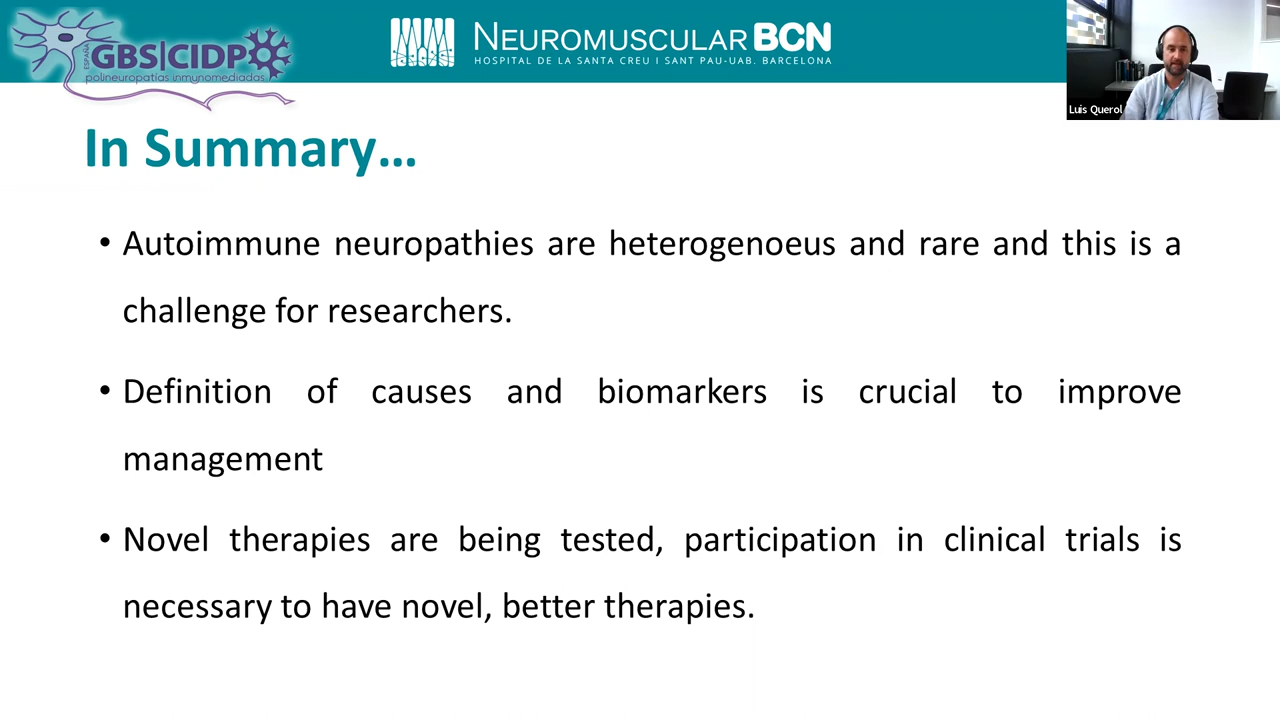 ESPAÑA
GBS|CIDP
polineuropatías inmunomediadas
NEUROMUSCULAR BCN
HOSPITAL DE LA SANTA CREU I SANT PAU-UAB. BARCELONA
Luis Querol
In Summary…
• Autoimmune neuropathies are heterogenoeus and rare and this is a
challenge for researchers.
• Definition of causes and biomarkers is crucial to improve
management
• Novel therapies are being tested, participation in clinical trials is
necessary to have novel, better therapies.